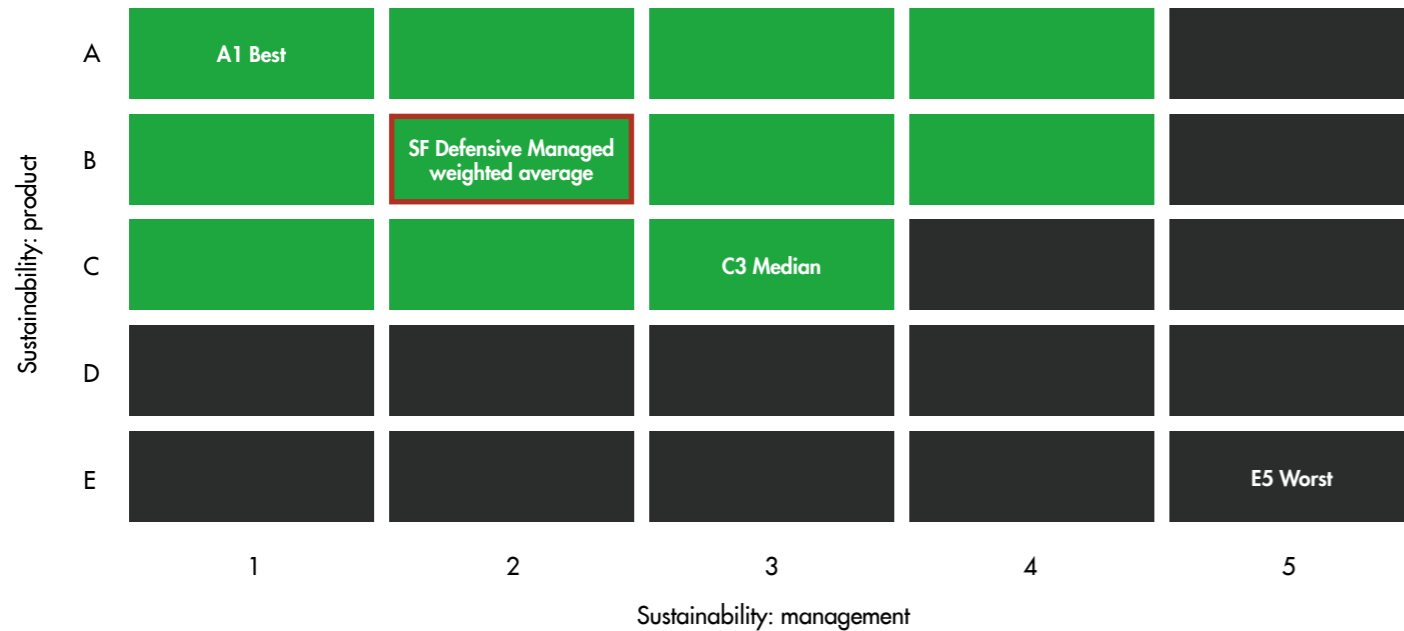 A
A1 Best
B
SF Defensive Managed
weighted average
Sustainability: product
C
C3 Median
D
E
E5 Worst
1
2
3
4
5
Sustainability: management